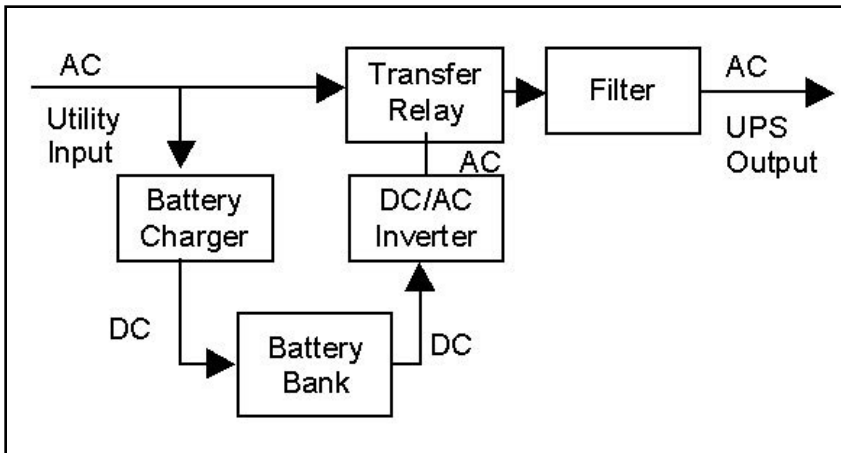 AC
Utility
Input
Transfer
Relay
Filter
AC
UPS
Output
AC
Battery
Charger
DC/AC
Inverter
DC
Battery
Bank
DC